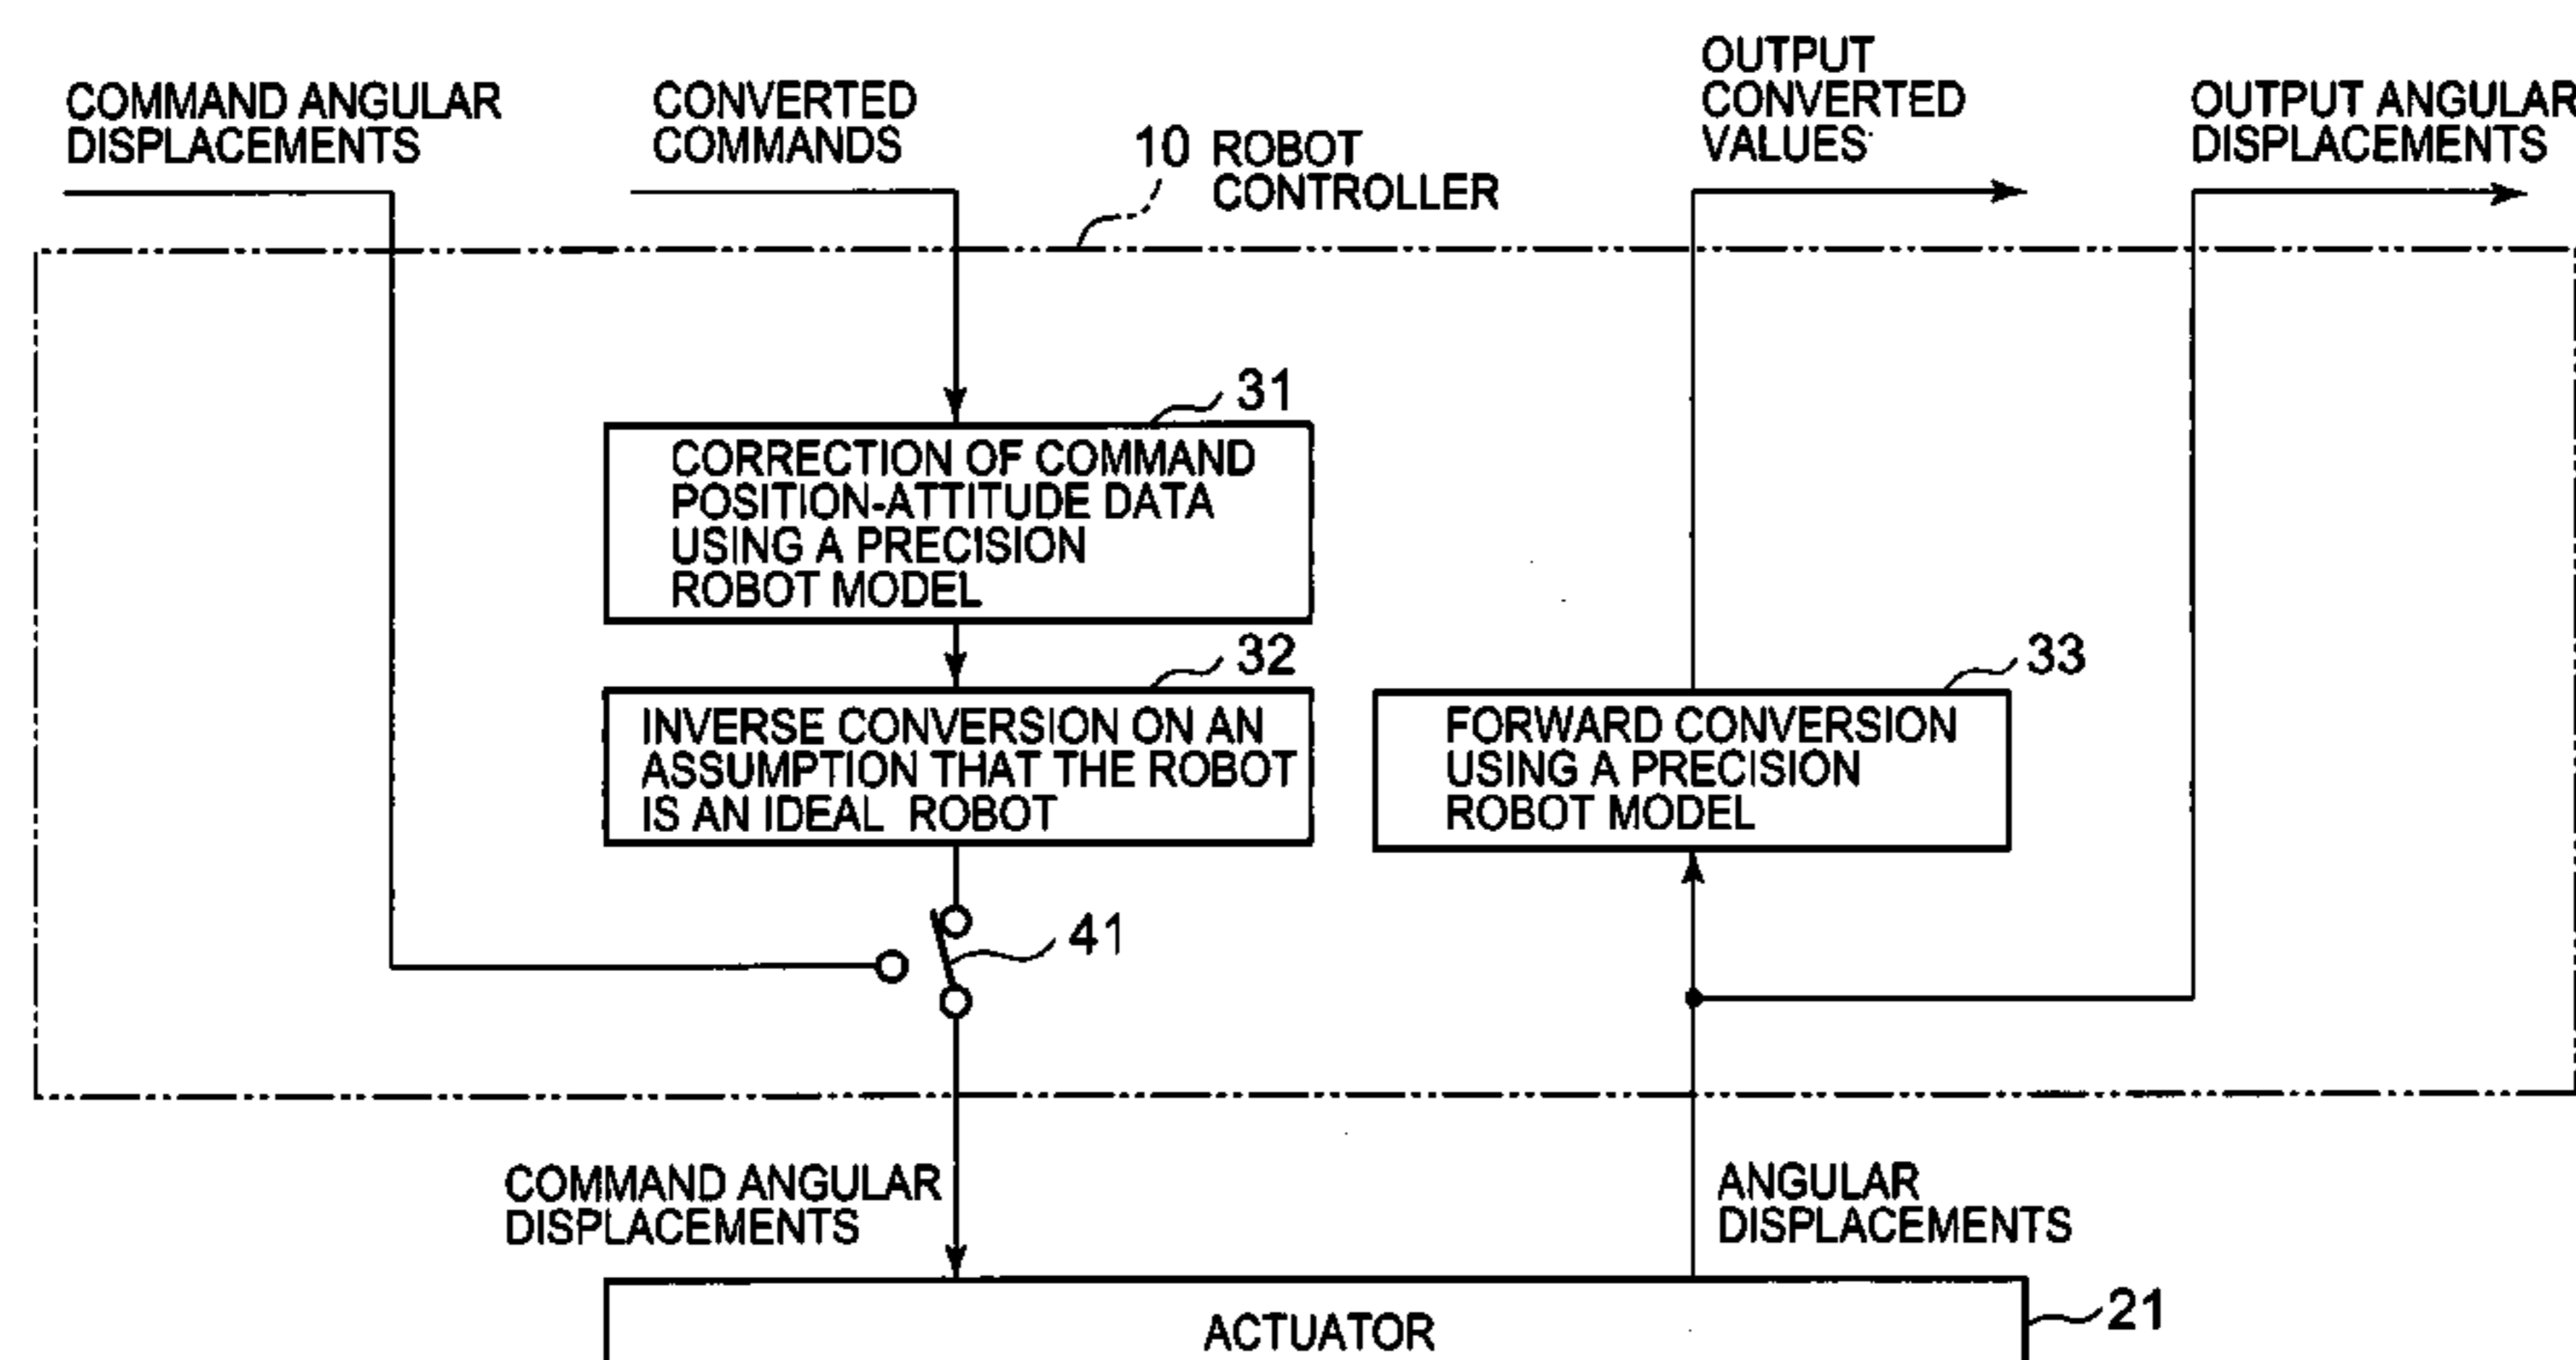 COMMAND ANGULAR
DISPLACEMENTS
CONVERTED
COMMANDS
10 ROBOT
CONTROLLER
OUTPUT
CONVERTED
VALUES
OUTPUT ANGULAR
DISPLACEMENTS
31
CORRECTION OF COMMAND
POSITION-ATTITUDE DATA
USING A PRECISION
ROBOT MODEL
32
INVERSE CONVERSION ON AN
ASSUMPTION THAT THE ROBOT
IS AN IDEAL ROBOT
33
FORWARD CONVERSION
USING A PRECISION
ROBOT MODEL
41
COMMAND ANGULAR
DISPLACEMENTS
ANGULAR
DISPLACEMENTS
ACTUATOR
21